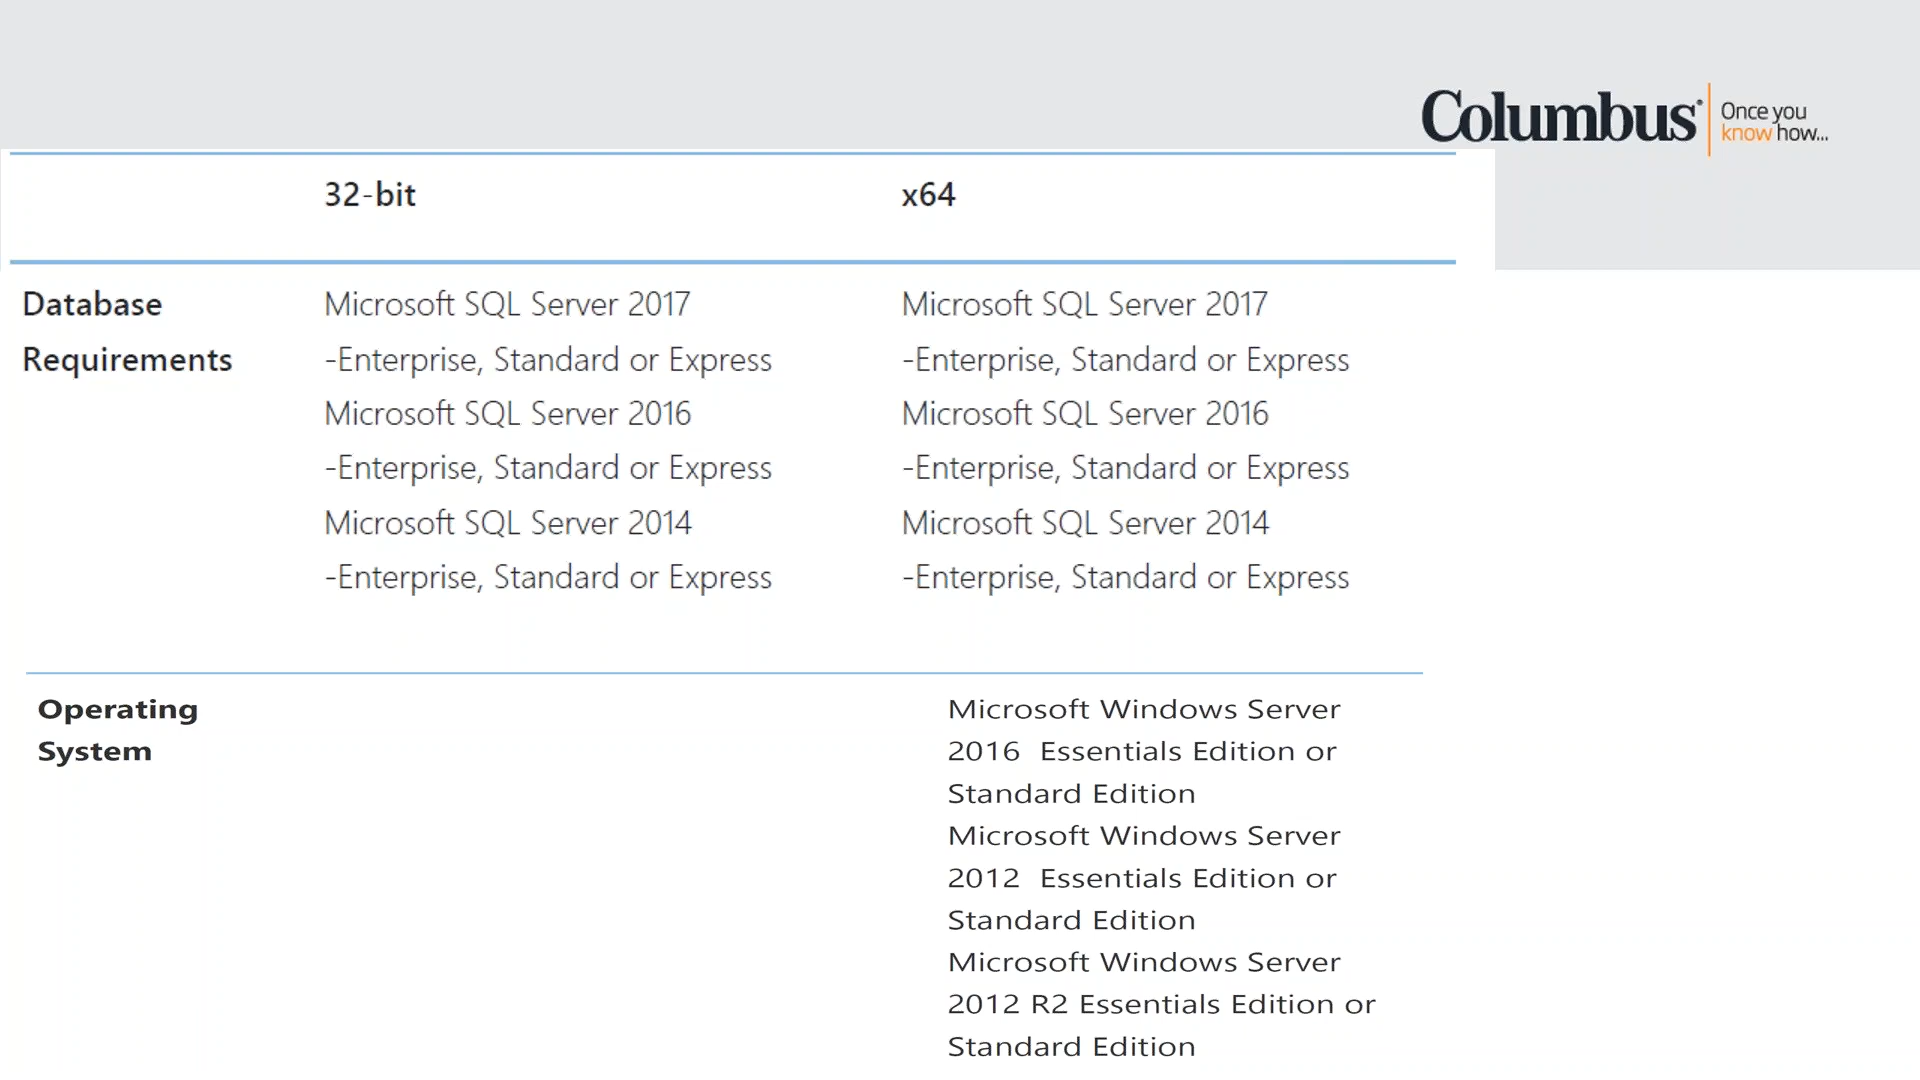 Columbus® Once you
know how...
32-bit x64
Database Microsoft SQL Server 2017 Microsoft SQL Server 2017
Requirements -Enterprise, Standard or Express -Enterprise, Standard or Express
Microsoft SQL Server 2016 Microsoft SQL Server 2016
-Enterprise, Standard or Express -Enterprise, Standard or Express
Microsoft SQL Server 2014 Microsoft SQL Server 2014
-Enterprise, Standard or Express -Enterprise, Standard or Express
Operating Microsoft Windows Server
System 2016 Essentials Edition or
Standard Edition
Microsoft Windows Server
2012 Essentials Edition or
Standard Edition
Microsoft Windows Server
2012 R2 Essentials Edition or
Standard Edition